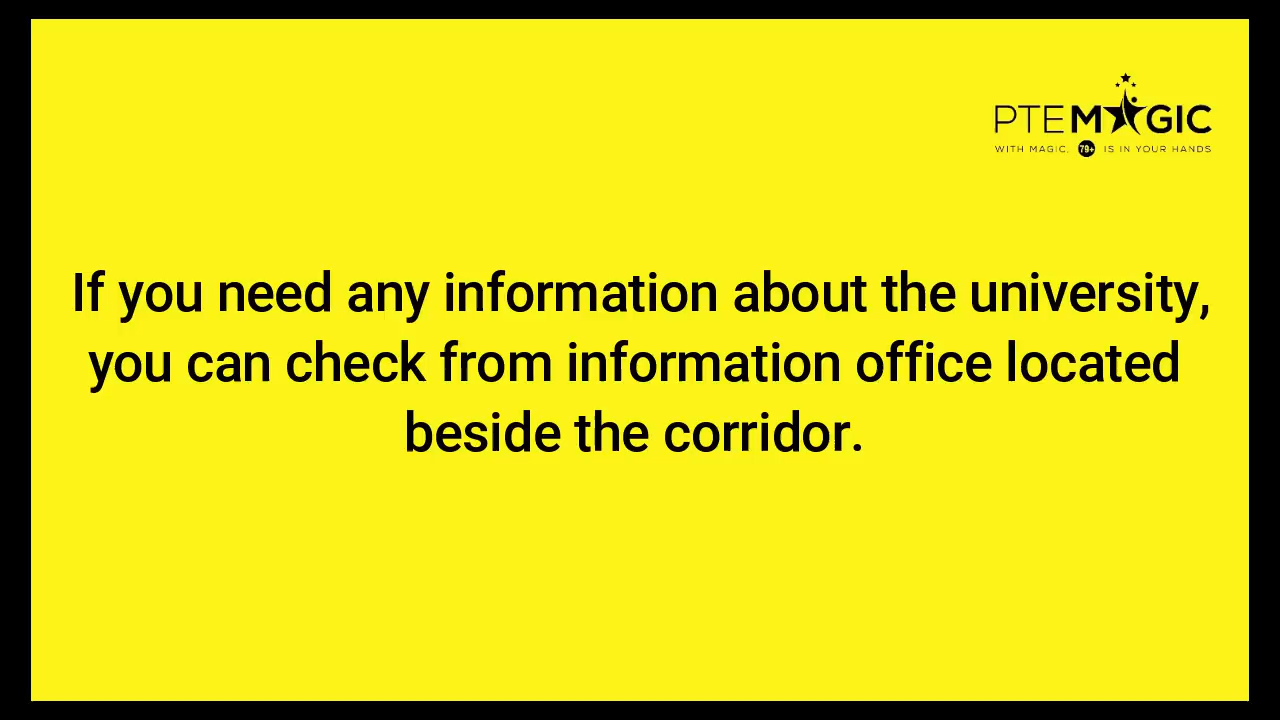 PTEMAGIC
WITH MAGIC, 79+ IS IN YOUR HANDS
If you need any information about the university,
you can check from information office located
beside the corridor.